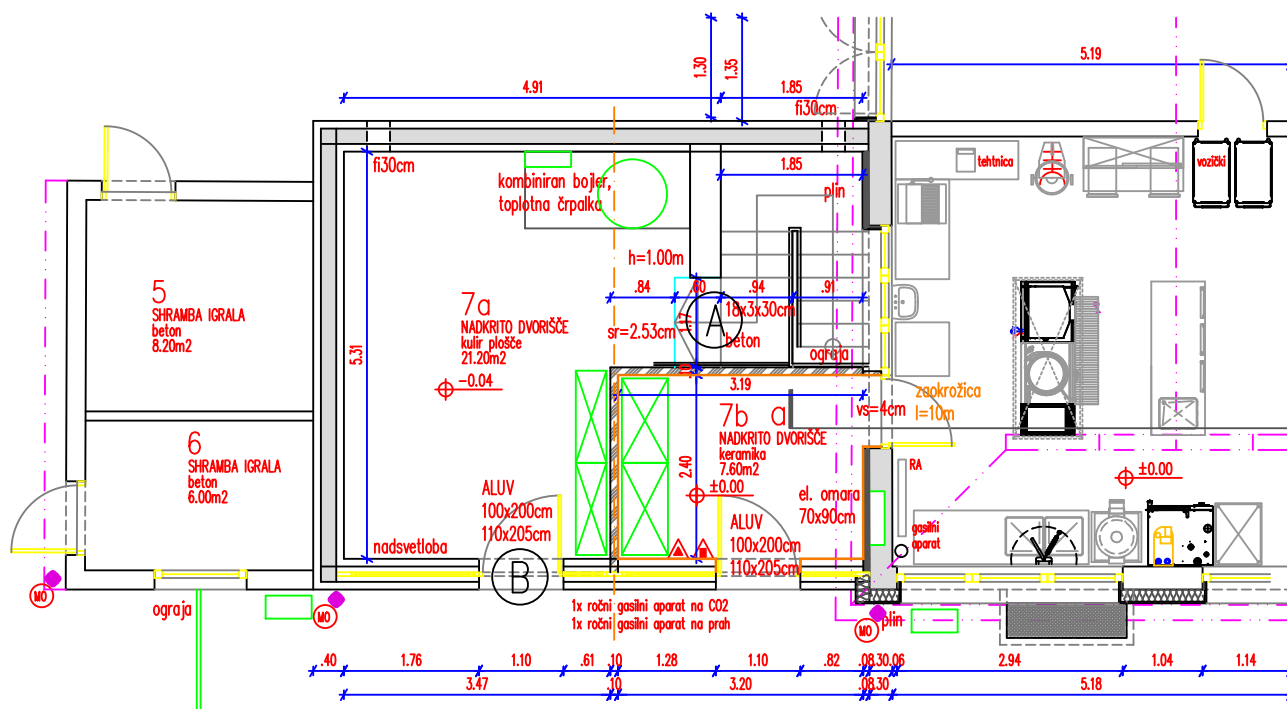 1.30
1.35
5.19
4.91
1.85
fi30cm
fi30cm
1.85
tehtnica
vozički
kombiniran bojler,
toplotna črpalka
plin
h=1.00m
5
SHRAMBA IGRALA
beton
8.20m2
7a
NADKRITO DVORIŠČE
kulir plošče
21.20m2
-0.04
.84
.60
.94
.91
A
18x3x30cm
beton
sr=2.53cm
ograja
5.31
3.19
vs=4cm
zaokrožica
l=10m
7b
a
NADKRITO DVORIŠČE
keramika
7.60m2
±0.00
2.40
6
SHRAMBA IGRALA
beton
6.00m2
ALUV
100x200cm
110x205cm
el. omara
70x90cm
ALUV
100x200cm
110x205cm
RA
gasilni
aparat
±0.00
nadsvetloba
B
MO
MO
MO
ograja
1x ročni gasilni aparat na CO2
1x ročni gasilni aparat na prah
plin
.40
1.76
1.10
.61
.10
1.28
1.10
.82
.08
.30
.06
2.94
1.04
1.14
3.47
.10
3.20
.08
.30
5.18